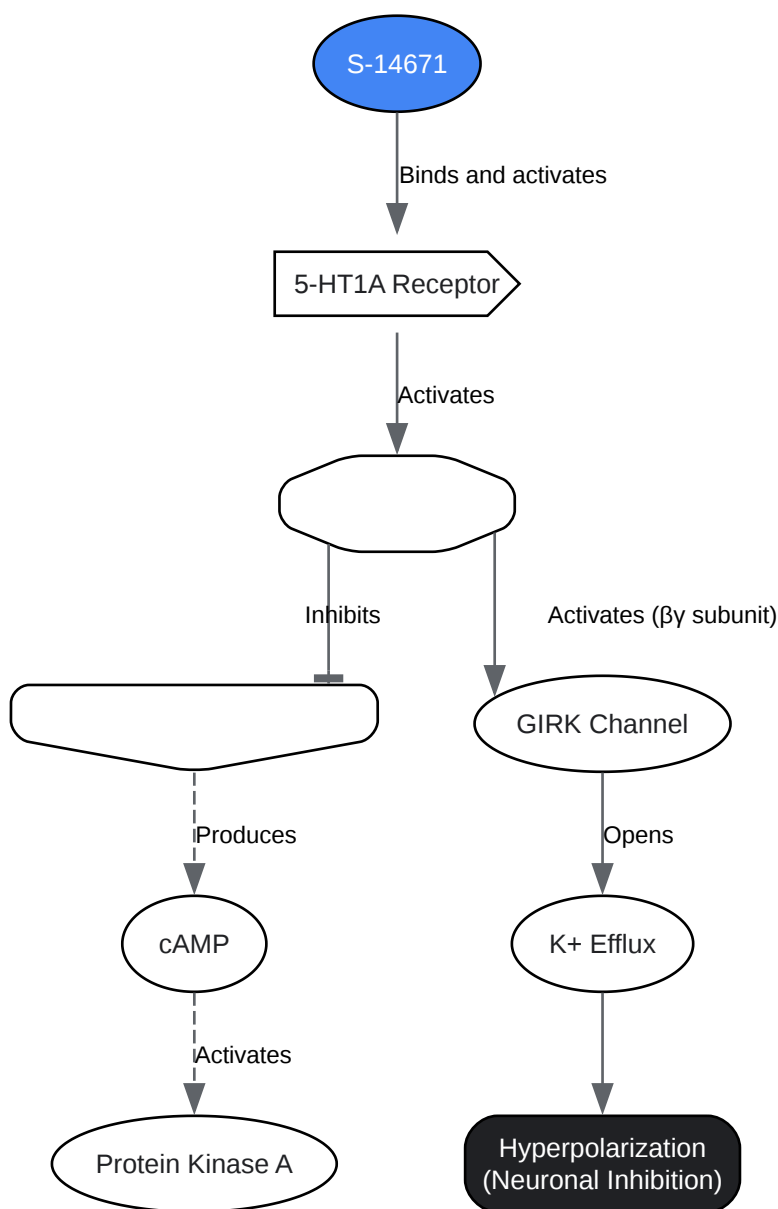 S-14671
Binds and activates
5-HT1A Receptor
Activates
Inhibits
Activates (βγ subunit)
GIRK Channel
Produces
Opens
cAMP
K+ Efflux
Activates
Protein Kinase A
Hyperpolarization
(Neuronal Inhibition)